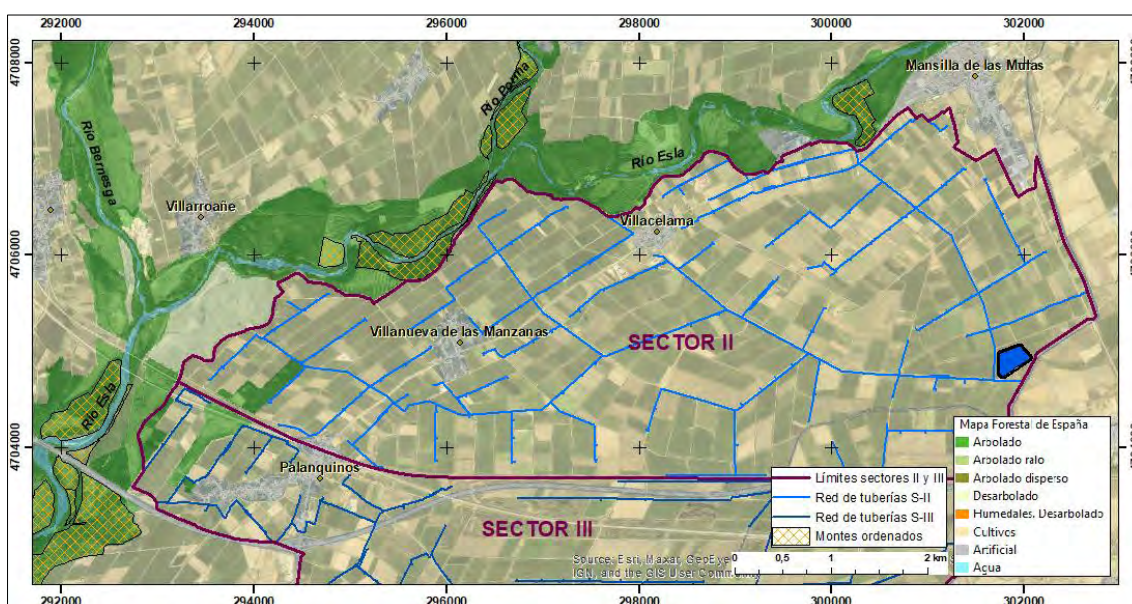 292000 294000 296000 298000 300000 302000
4708000
Mansilla de las Mulas
Río Porma
Río Bernesga
Río Esla
Villarroañe
Villacelama
4706000
Villanueva de las Manzanas
SECTOR II
Río Esla
4704000
Palanquinos
SECTOR III
Límites sectores II y III
Red de tuberías S-II
Red de tuberías S-III
Montes ordenados
Mapa Forestal de España
Arbolado
Arbolado ralo
Arbolado disperso
Desarbolado
Humedales. Desarbolado
Cultivos
Artificial
Agua
Source: Esri, Maxar, GeoEye
IGN, and the GIS User
0 0,5 1 2 km
292000 294000 296000 298000 300000 302000